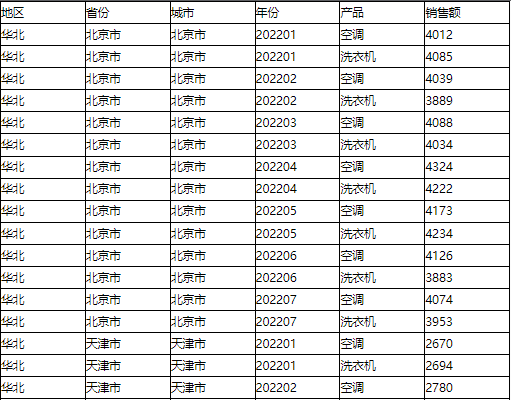 地区 省份 城市 年份 产品 销售额
华北 北京市 北京市 202201 空调 4012
华北 北京市 北京市 202201 洗衣机 4085
华北 北京市 北京市 202202 空调 4039
华北 北京市 北京市 202202 洗衣机 3889
华北 北京市 北京市 202203 空调 4088
华北 北京市 北京市 202203 洗衣机 4034
华北 北京市 北京市 202204 空调 4324
华北 北京市 北京市 202204 洗衣机 4222
华北 北京市 北京市 202205 空调 4173
华北 北京市 北京市 202205 洗衣机 4234
华北 北京市 北京市 202206 空调 4126
华北 北京市 北京市 202206 洗衣机 3883
华北 北京市 北京市 202207 空调 4074
华北 北京市 北京市 202207 洗衣机 3953
华北 天津市 天津市 202201 空调 2670
华北 天津市 天津市 202201 洗衣机 2694
华北 天津市 天津市 202202 空调 2780